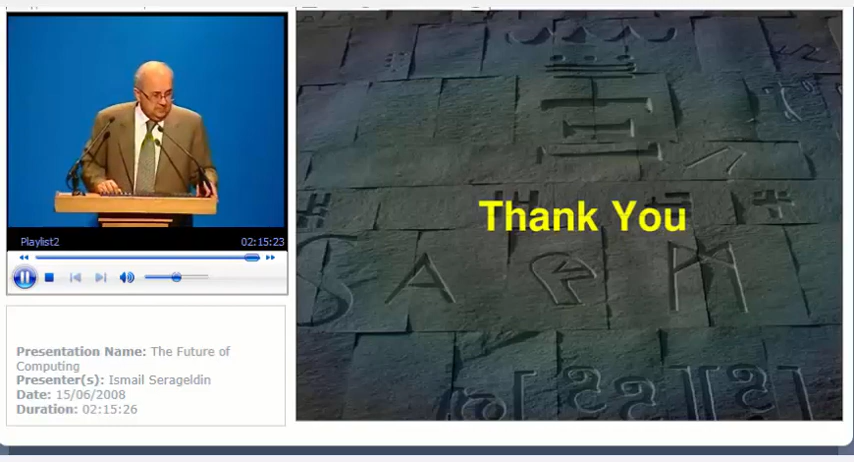 Thank You
Playlist2
02:15:23
Presentation Name: The Future of
Computing
Presenter(s): Ismail Serageldin
Date: 15/06/2008
Duration: 02:15:26